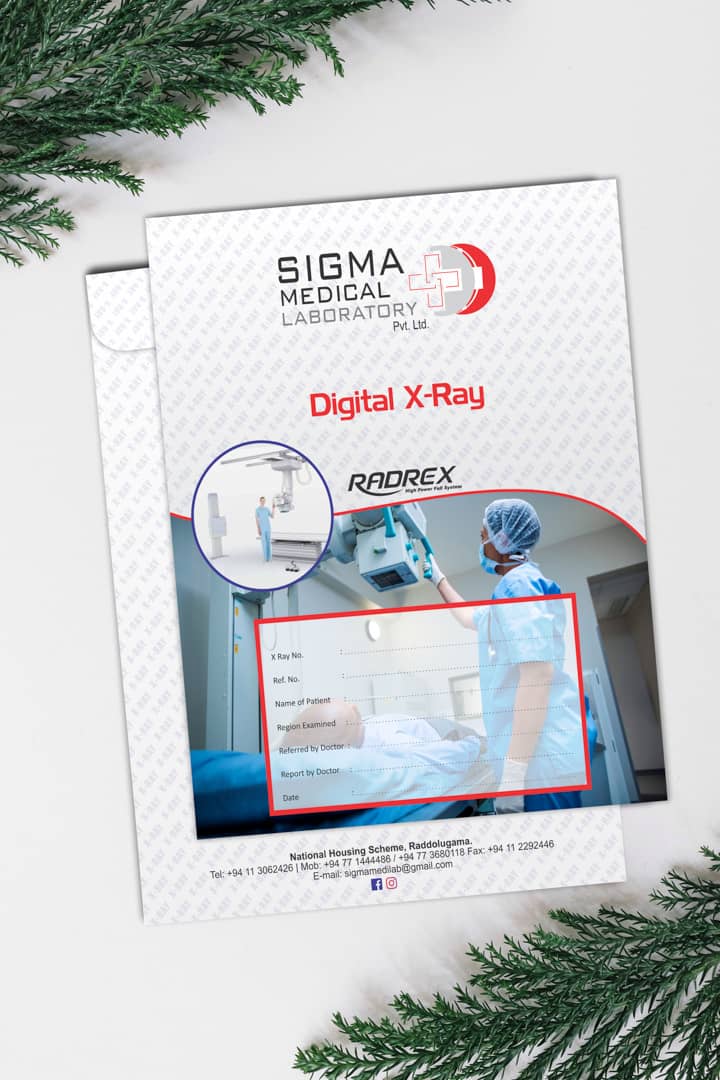 SIGMA
MEDICAL
LABORATORY
Pvt. Ltd.
Digital X-Ray
RADREX
High Power Full System
X Ray No. :
Ref. No. :
Name of Patient :
Region Examined :
Referred by Doctor :
Report by Doctor :
Date :
National Housing Scheme, Raddolugama.
Tel: +94 11 3062426 | Mob: +94 77 1444486 / +94 77 3680118 Fax: +94 11 2292446
E-mail: sigmamedilab@gmail.com
X-RAY